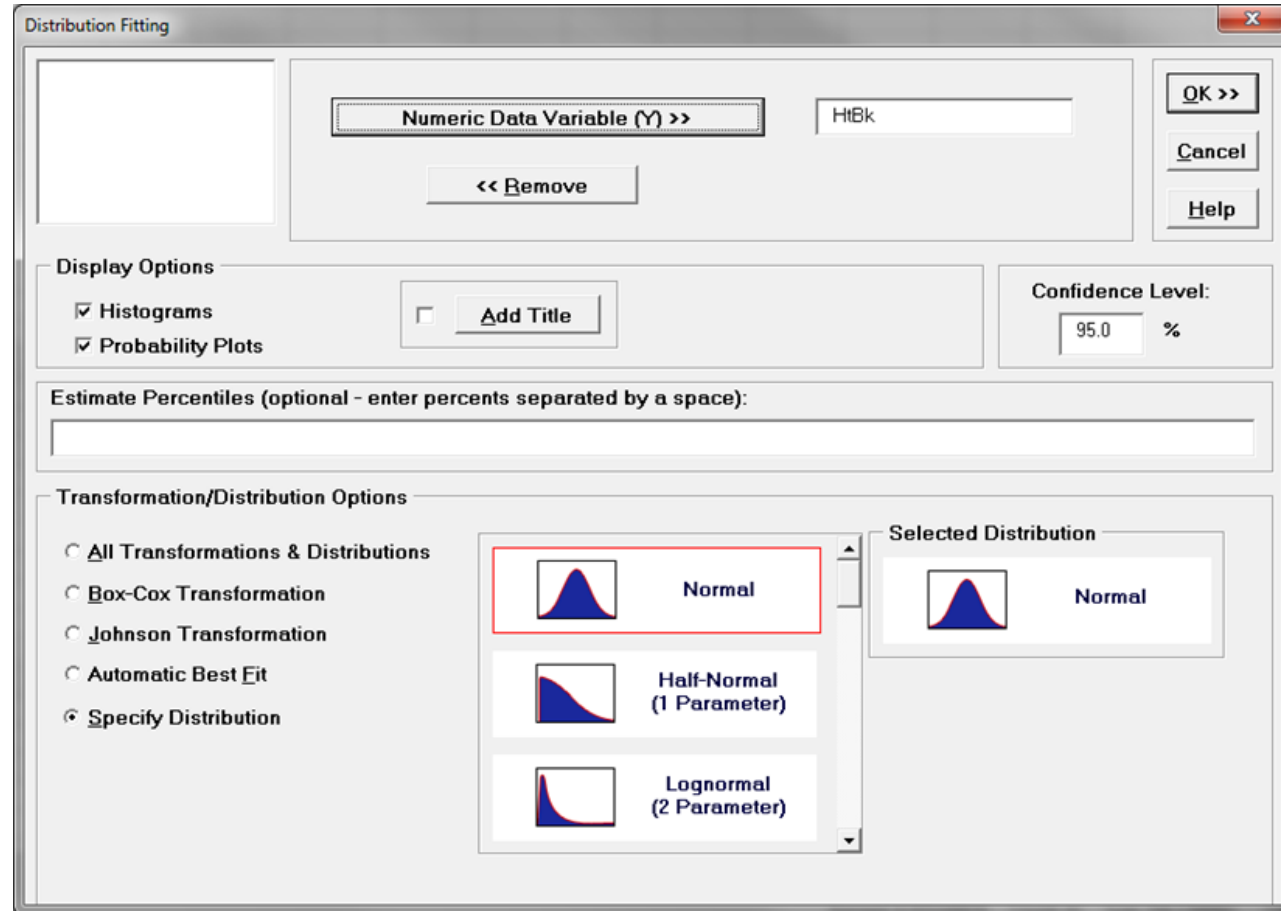 Distribution Fitting
Numeric Data Variable (Y) >>
HtBk
<< Remove
OK >>
Cancel
Help
Display Options
Histograms
Probability Plots
Add Title
Confidence Level:
95.0 %
Estimate Percentiles (optional - enter percents separated by a space):
Transformation/Distribution Options
All Transformations & Distributions
Box-Cox Transformation
Johnson Transformation
Automatic Best Fit
Specify Distribution
Normal
Half-Normal
(1 Parameter)
Lognormal
(2 Parameter)
Selected Distribution
Normal